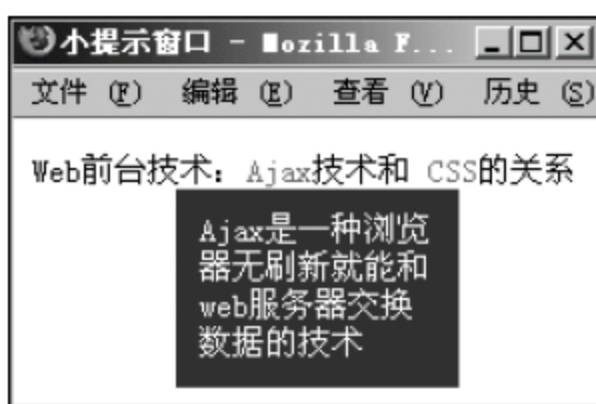 小提示窗口 - Mozilla F...
文件 (F) 编辑 (E) 查看 (V) 历史 (S)
Web前台技术：Ajax技术和 CSS的关系
Ajax是一种浏览
器无刷新就能和
web服务器交换
数据的技术